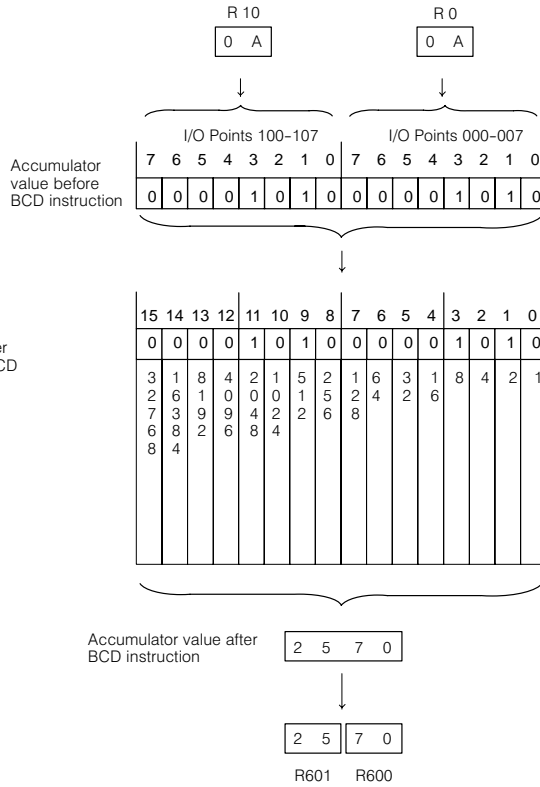 R 10 R 0
0 A 0 A
I/O Points 100-107 I/O Points 000-007
7 6 5 4 3 2 1 0 7 6 5 4 3 2 1 0
Accumulator
value before
BCD instruction
0 0 0 0 1 0 1 0 0 0 0 0 1 0 1 0
15 14 13 12 11 10 9 8 7 6 5 4 3 2 1 0
0 0 0 0 1 0 1 0 0 0 0 0 1 0 1 0
er
CD
32768 16384 8192 4096 2048 1024 512 256 128 64 32 16 8 4 2 1
Accumulator value after
BCD instruction
2 5 7 0
2 5 7 0
R601 R600